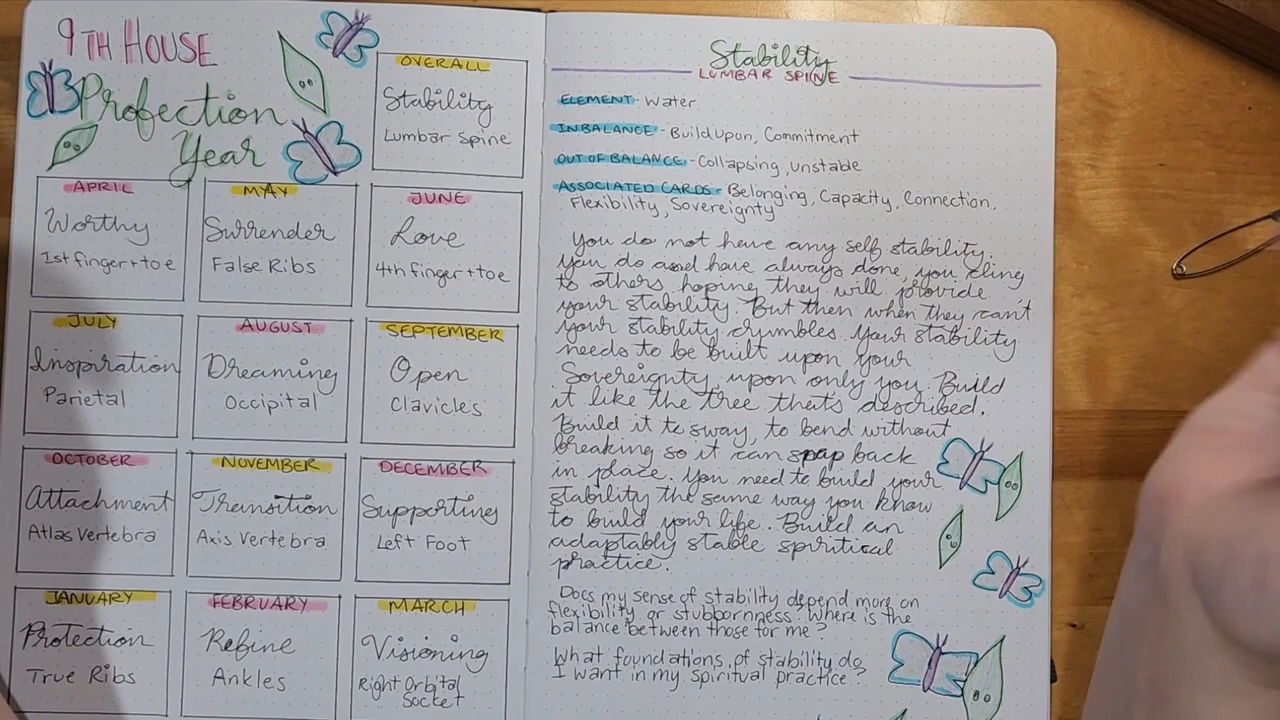 9TH HOUSE
Profection
Year
OVERALL
Stability
Lumbar Spine
APRIL
Worthy
1st finger + toe
MAY
Surrender
False Ribs
JUNE
Love
4th finger + toe
JULY
Inspiration
Parietal
AUGUST
Dreaming
Occipital
SEPTEMBER
Open
Clavicles
OCTOBER
Attachment
Atlas Vertebra
NOVEMBER
Transition
Axis Vertebra
DECEMBER
Supporting
Left Foot
JANUARY
Protection
True Ribs
FEBRUARY
Refine
Ankles
MARCH
Visioning
Right Orbital
Socket
Stability
LUMBAR SPINE
ELEMENT - Water
IN BALANCE - Build Upon, Commitment
OUT OF BALANCE - Collapsing, unstable
ASSOCIATED CARDS - Belonging, Capacity, Connection,
Flexibility, Sovereignty
You do not have any self stability.
You do and have always done, you cling
to others hoping they will provide
your stability. But then when they can't
your stability crumbles. Your stability
needs to be built upon your
Sovereignty, upon only you. Build
it like the tree that's described.
Build it to sway, to bend without
breaking so it can snap back
in place. You need to build your
stability the same way you know
to build your life. Build an
adaptably stable spiritical
practice.
Does my sense of stability depend more on
flexibility or stubbornness? Where is the
balance between those for me?
What foundations of stability do
I want in my spiritual practice?